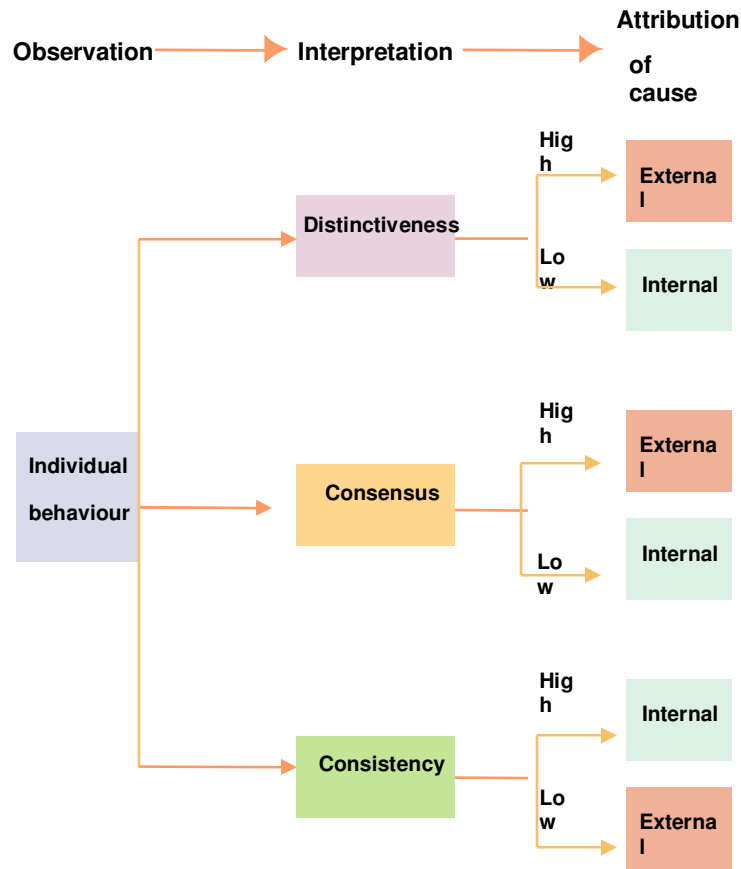 Observation
Interpretation
Attribution
of
cause
Hig
h
Externa
l
Distinctiveness
Lo
w
Internal
Hig
h
Externa
l
Individual
behaviour
Consensus
Lo
w
Internal
Hig
h
Internal
Consistency
Lo
w
Externa
l